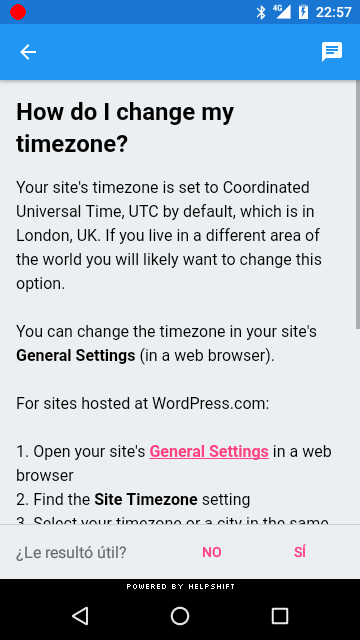 4G 22:57
How do I change my
timezone?
Your site's timezone is set to Coordinated
Universal Time, UTC by default, which is in
London, UK. If you live in a different area of
the world you will likely want to change this
option.
You can change the timezone in your site's
General Settings (in a web browser).
For sites hosted at WordPress.com:
1. Open your site's General Settings in a web
browser
2. Find the Site Timezone setting
3. Select your timezone or a city in the same
¿Le resultó útil? NO SÍ
POWERED BY HELPSHIFT